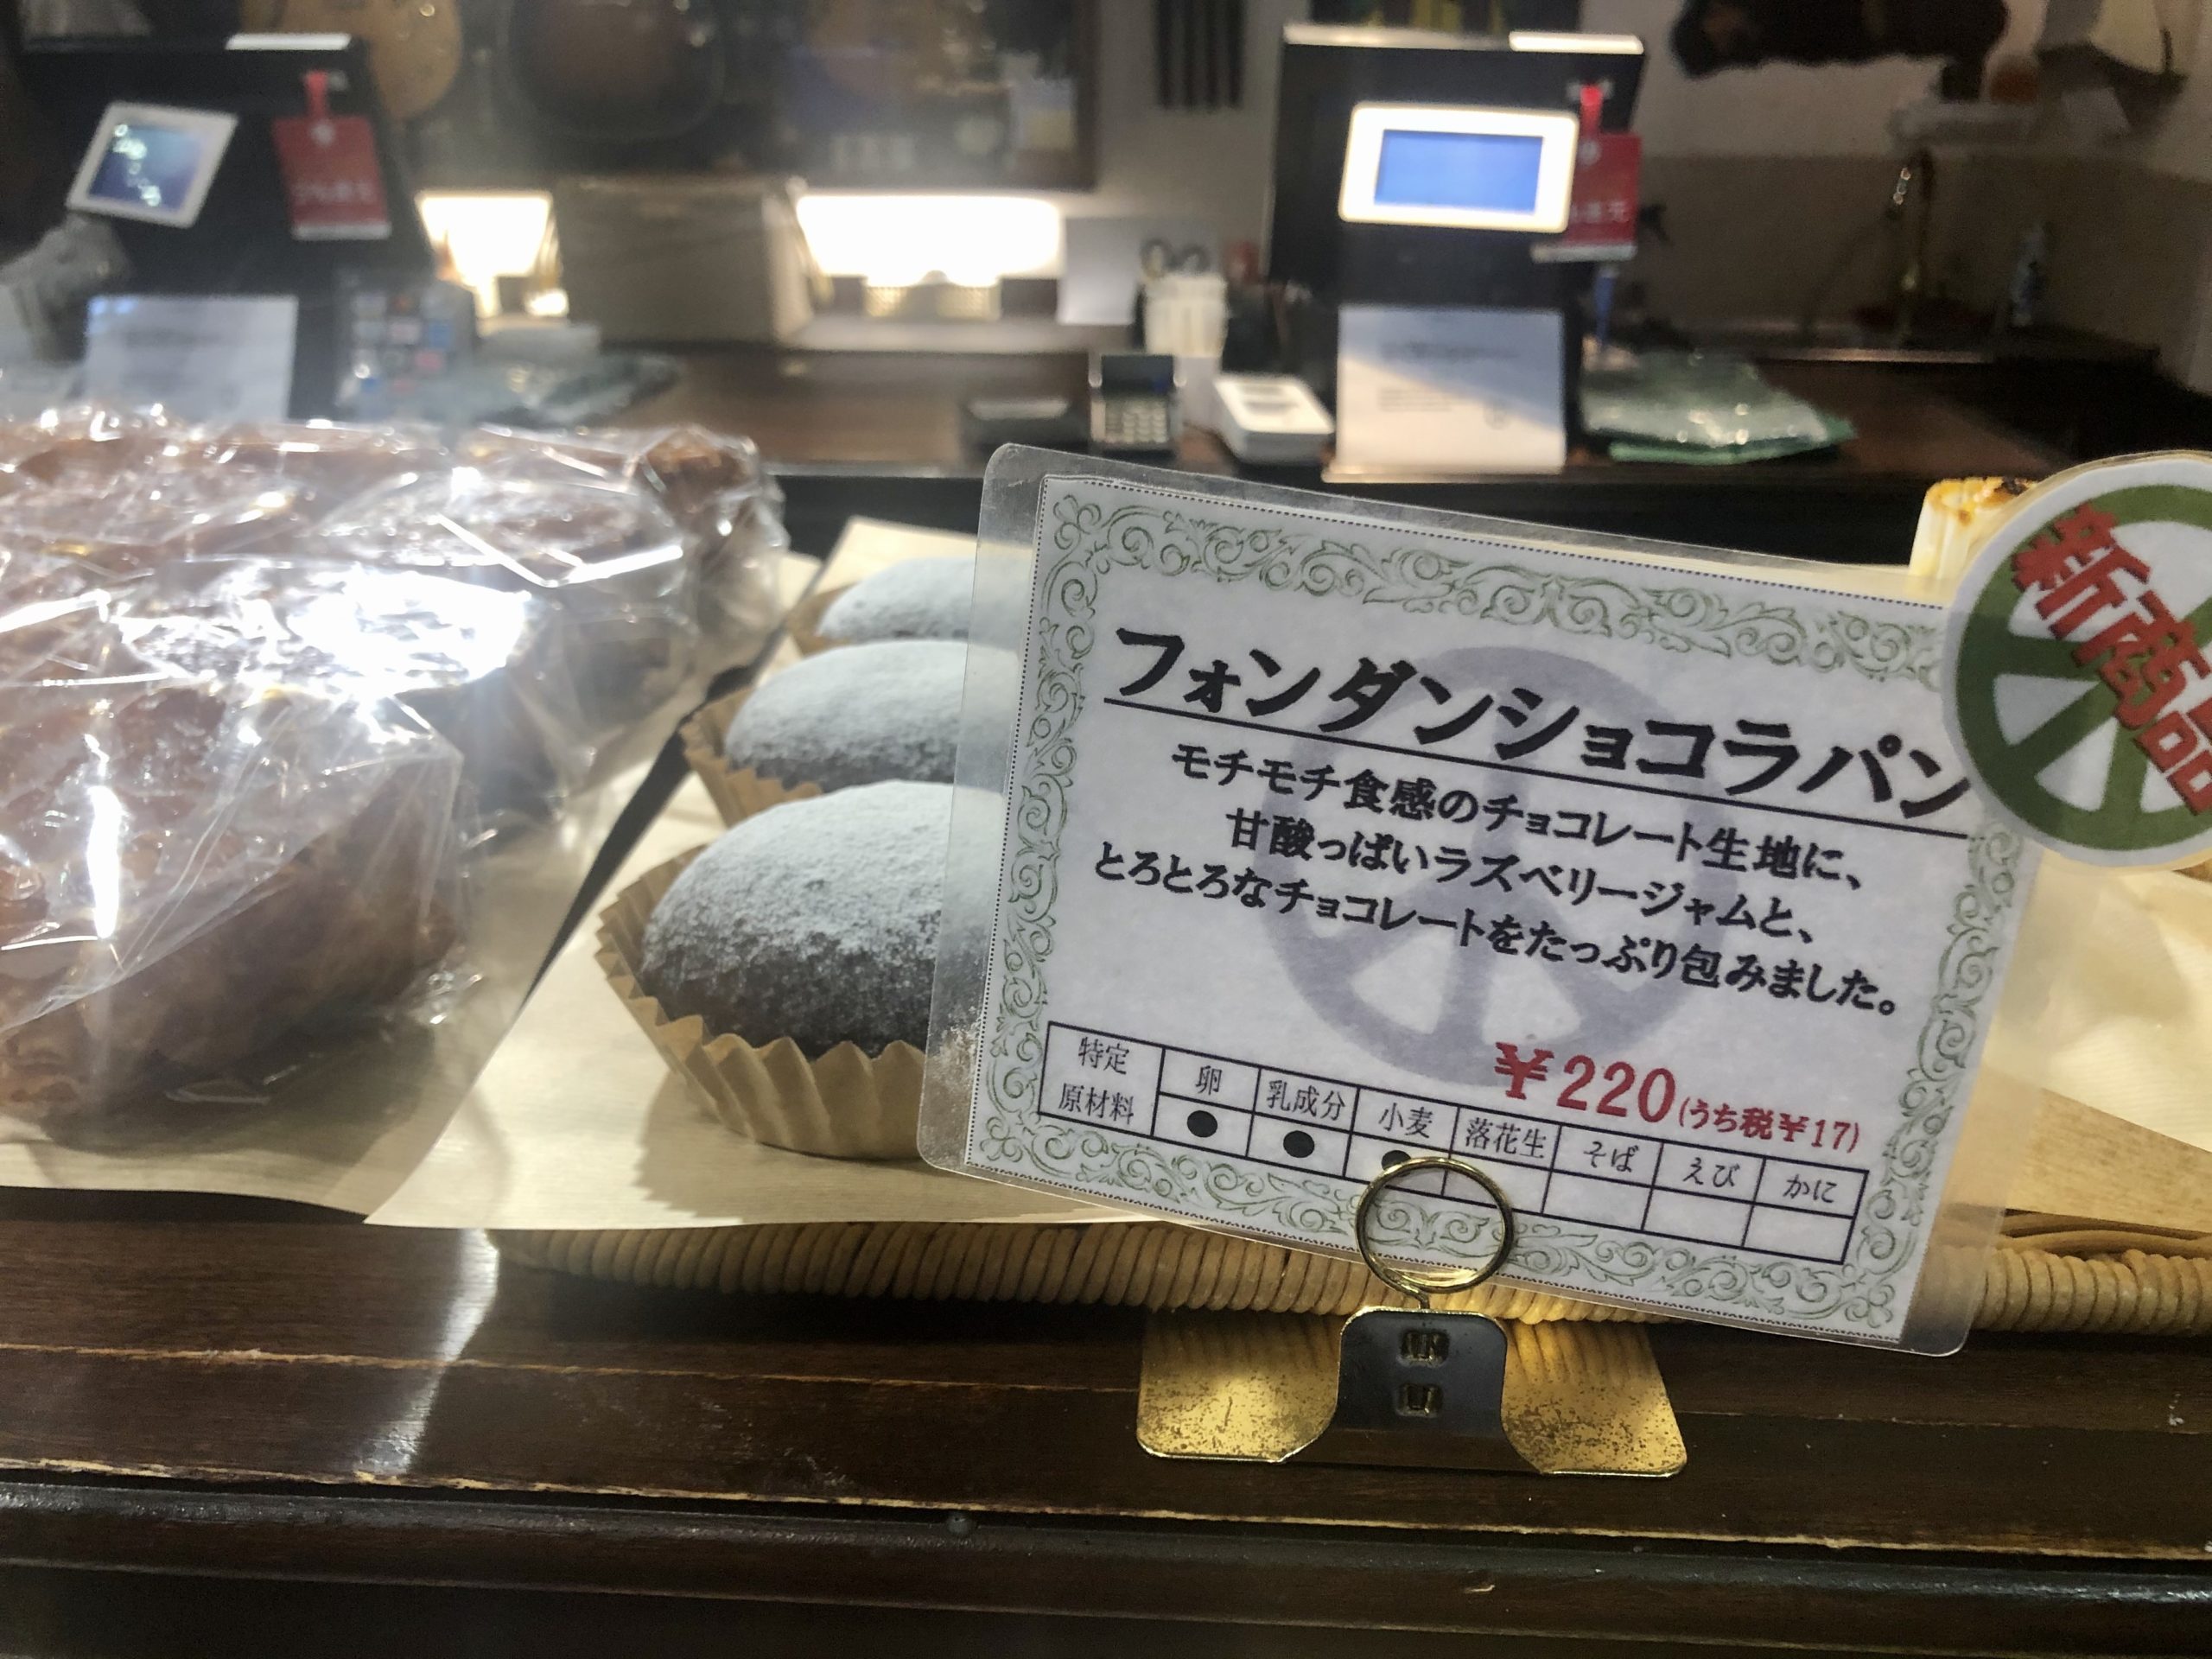 フォンダンショコラパン
新商品
モチモチ食感のチョコレート生地に、
甘酸っぱいラズベリージャムと、
とろとろなチョコレートをたっぷり包みました。
¥220(うち税¥17)
特定原材料 卵 乳成分 小麦 落花生 そば えび かに
● ● ●